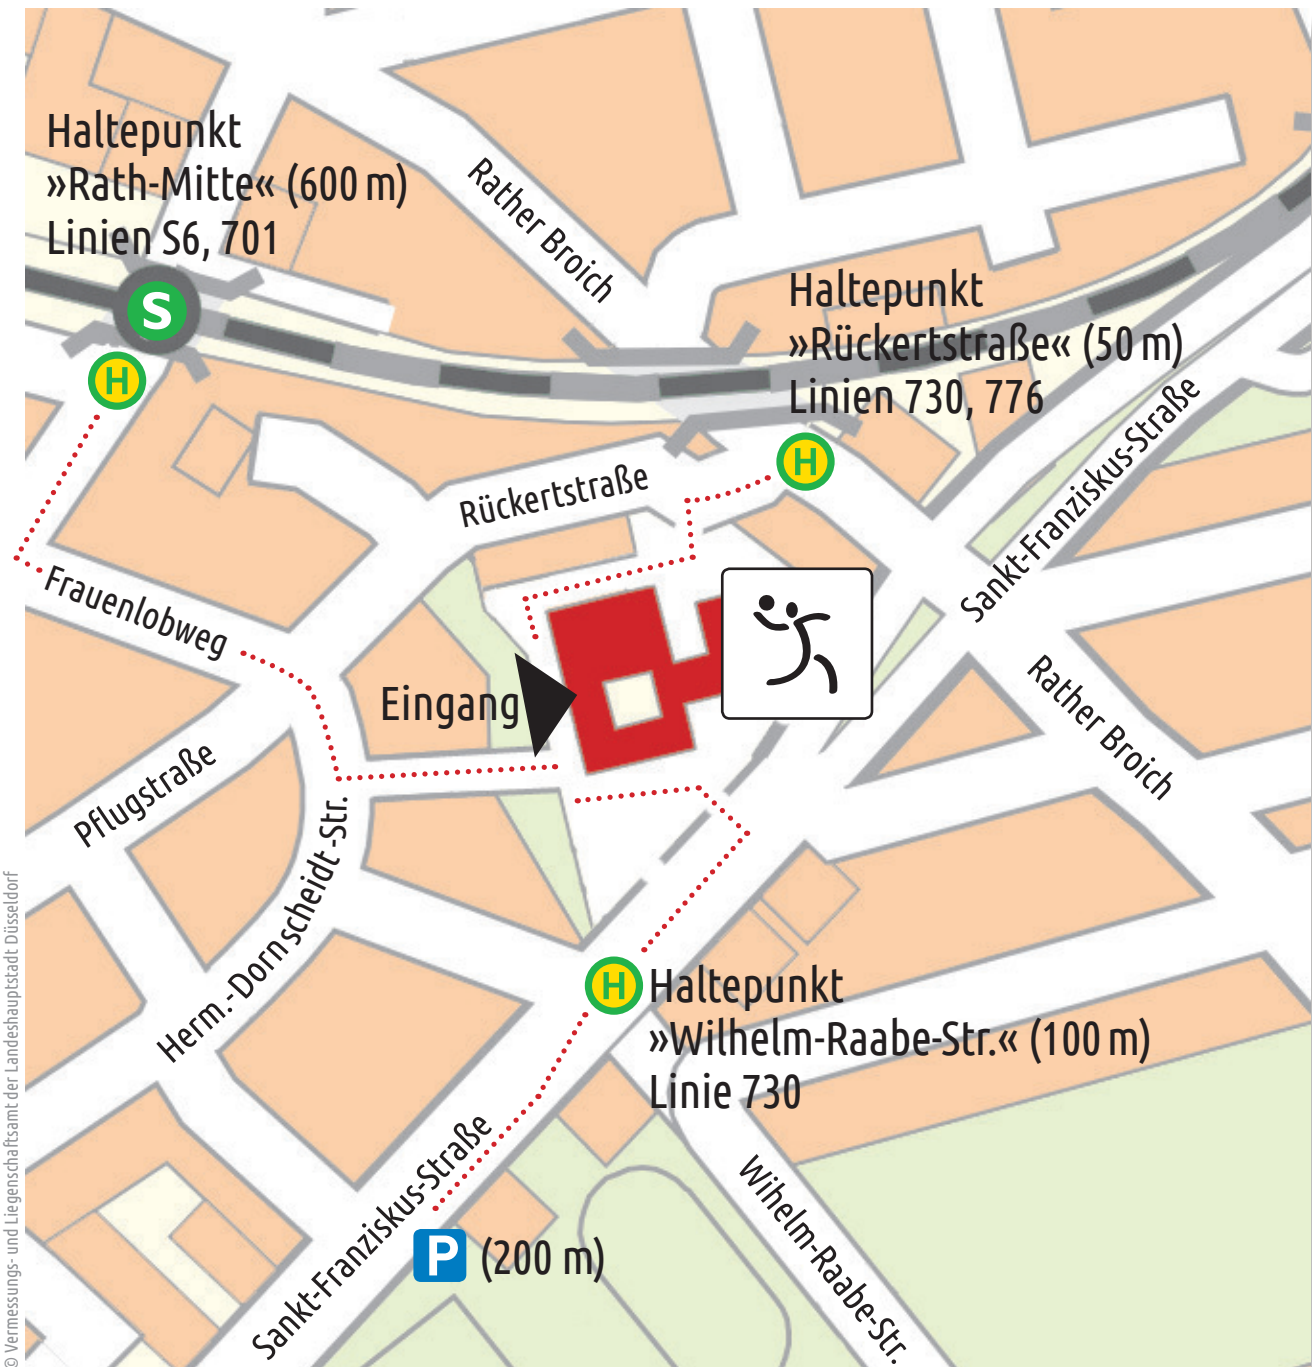 Haltepunkt
»Rath-Mitte« (600 m)
Linien S6, 701
S
H
Rather Broich
Haltepunkt
»Rückertstraße« (50 m)
Linien 730, 776
H
Rückertstraße
Sankt-Franziskus-Straße
Frauenlobweg
Eingang
Rather Broich
Pflugstraße
Herm.-Dornscheidt-Str.
H
Haltepunkt
»Wilhelm-Raabe-Str.« (100 m)
Linie 730
Sankt-Franziskus-Straße
Wihelm-Raabe-Str.
P (200 m)
© Vermessungs- und Liegenschaftsamt der Landeshauptstadt Düsseldorf